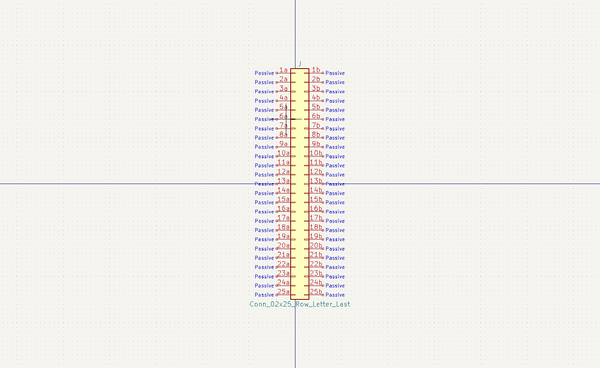 J
Passive 1a 1b Passive
Passive 2a 2b Passive
Passive 3a 3b Passive
Passive 4a 4b Passive
Passive 5a 5b Passive
Passive 6a 6b Passive
Passive 7a 7b Passive
Passive 8a 8b Passive
Passive 9a 9b Passive
Passive 10a 10b Passive
Passive 11a 11b Passive
Passive 12a 12b Passive
Passive 13a 13b Passive
Passive 14a 14b Passive
Passive 15a 15b Passive
Passive 16a 16b Passive
Passive 17a 17b Passive
Passive 18a 18b Passive
Passive 19a 19b Passive
Passive 20a 20b Passive
Passive 21a 21b Passive
Passive 22a 22b Passive
Passive 23a 23b Passive
Passive 24a 24b Passive
Passive 25a 25b Passive
Conn_02x25_Row_Letter_Last